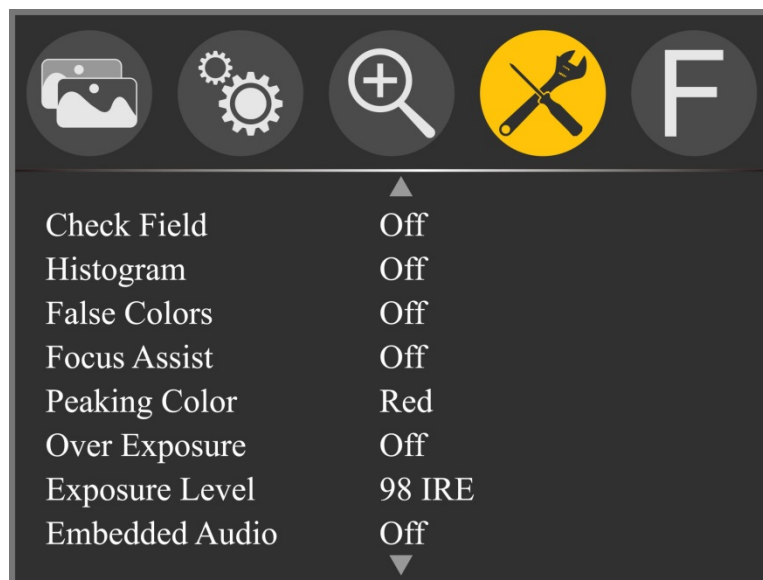 F
Check Field Off
Histogram Off
False Colors Off
Focus Assist Off
Peaking Color Red
Over Exposure Off
Exposure Level 98 IRE
Embedded Audio Off